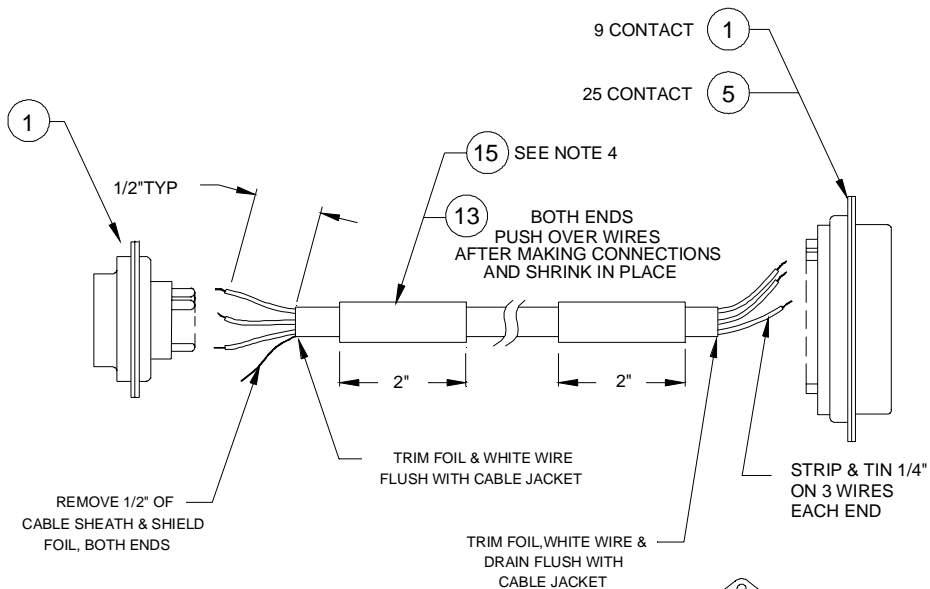 9 CONTACT 1
25 CONTACT 5
1
15 SEE NOTE 4
1/2"TYP
13
BOTH ENDS
PUSH OVER WIRES
AFTER MAKING CONNECTIONS
AND SHRINK IN PLACE
2"
2"
TRIM FOIL & WHITE WIRE
FLUSH WITH CABLE JACKET
STRIP & TIN 1/4"
ON 3 WIRES
EACH END
REMOVE 1/2" OF
CABLE SHEATH & SHIELD
FOIL, BOTH ENDS
TRIM FOIL,WHITE WIRE &
DRAIN FLUSH WITH
CABLE JACKET